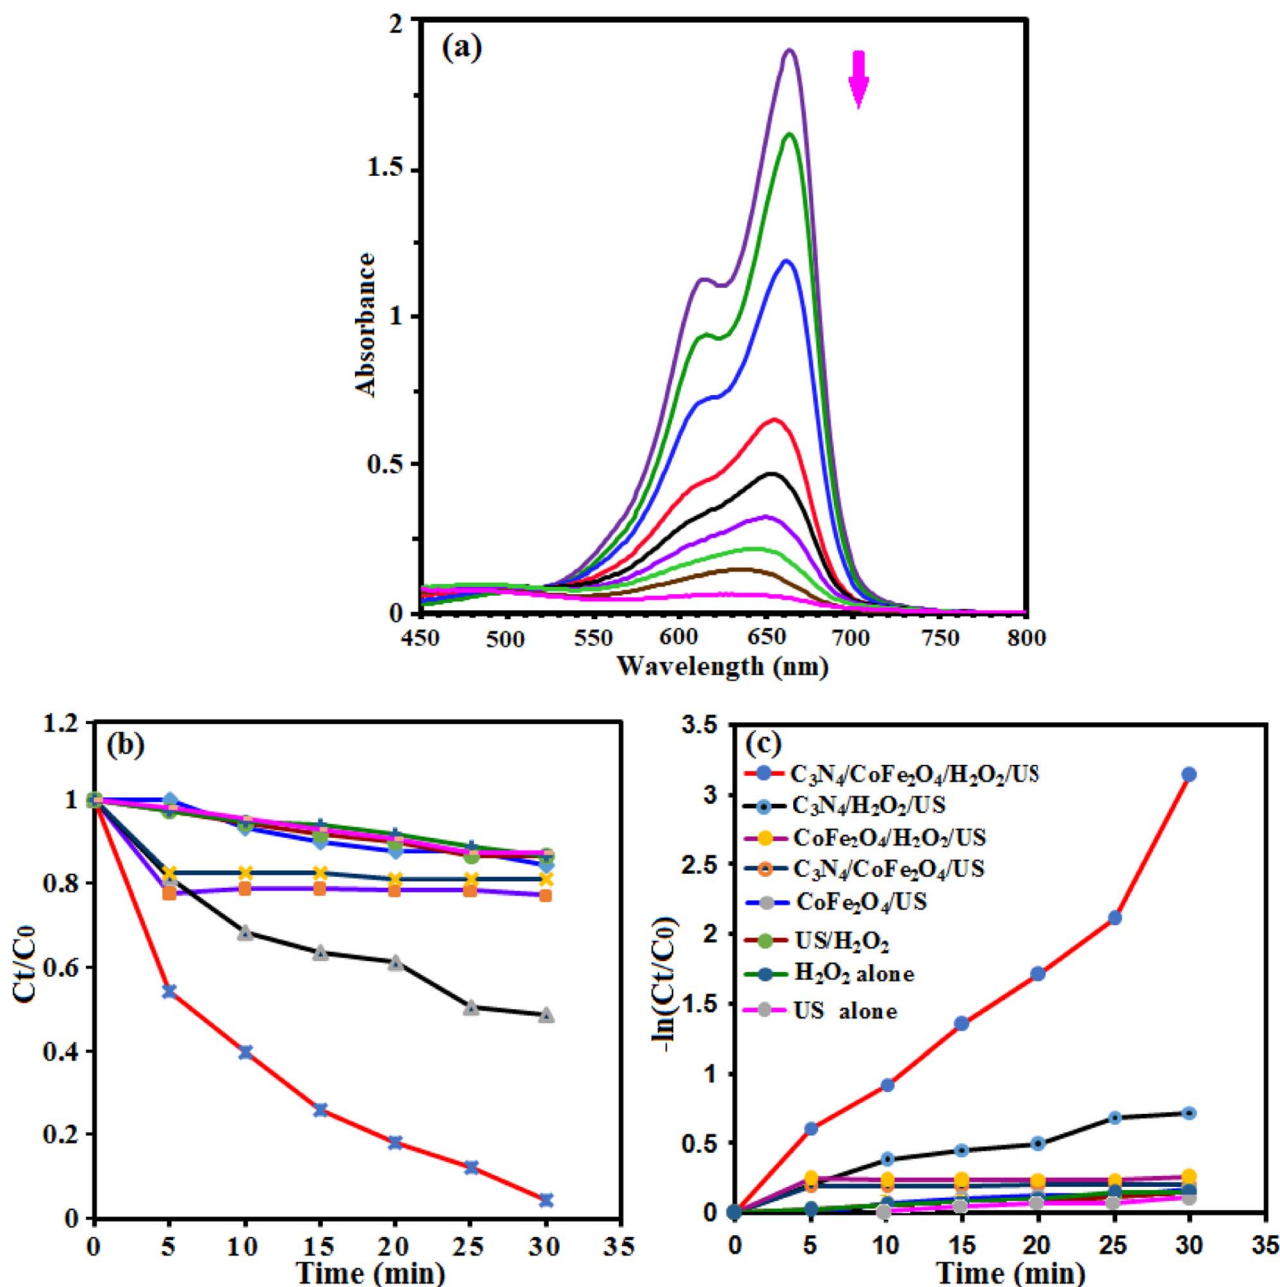 (a)
2
1.5
1
0.5
0
Absorbance
450 500 550 600 650 700 750 800
Wavelength (nm)
(b)
1.2
1
0.8
0.6
0.4
0.2
0
Ct/C0
0 5 10 15 20 25 30 35
Time (min)
(c)
3.5
3
2.5
2
1.5
1
0.5
0
-ln(Ct/C0)
C₃N₄/CoFe₂O₄/H₂O₂/US
C₃N₄/H₂O₂/US
CoFe₂O₄/H₂O₂/US
C₃N₄/CoFe₂O₄/US
CoFe₂O₄/US
US/H₂O₂
H₂O₂ alone
US alone
0 5 10 15 20 25 30 35
Time (min)